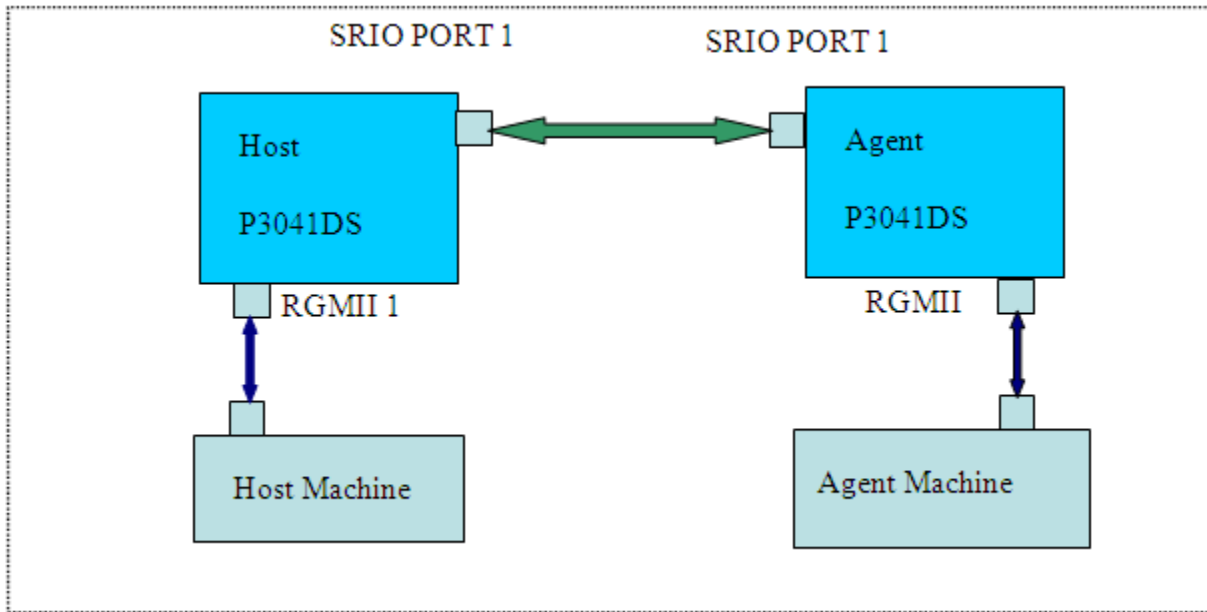 SRIO PORT 1
SRIO PORT 1
Host
P3041DS
Agent
P3041DS
RGMII 1
RGMII
Host Machine
Agent Machine